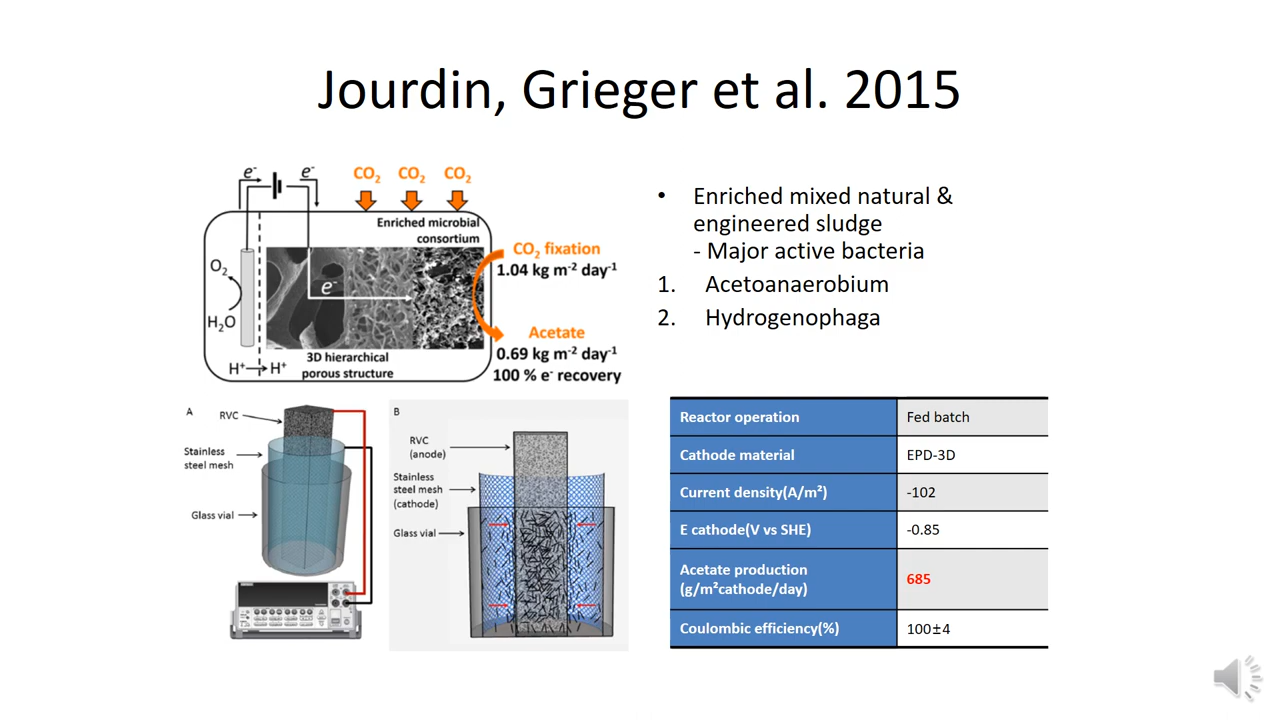 Jourdin, Grieger et al. 2015
e⁻ e⁻ CO₂ CO₂ CO₂
Enriched microbial
consortium
O₂
H₂O
e⁻
H⁺ H⁺
3D hierarchical
porous structure
CO₂ fixation
1.04 kg m⁻² day⁻¹
Acetate
0.69 kg m⁻² day⁻¹
100 % e⁻ recovery
• Enriched mixed natural &
engineered sludge
- Major active bacteria
1. Acetoanaerobium
2. Hydrogenophaga
A
RVC
Stainless
steel mesh
Glass vial
B
RVC
(anode)
Stainless
steel mesh
(cathode)
Glass vial
Reactor operation Fed batch
Cathode material EPD-3D
Current density(A/m²) -102
E cathode(V vs SHE) -0.85
Acetate production
(g/m²cathode/day) 685
Coulombic efficiency(%) 100±4